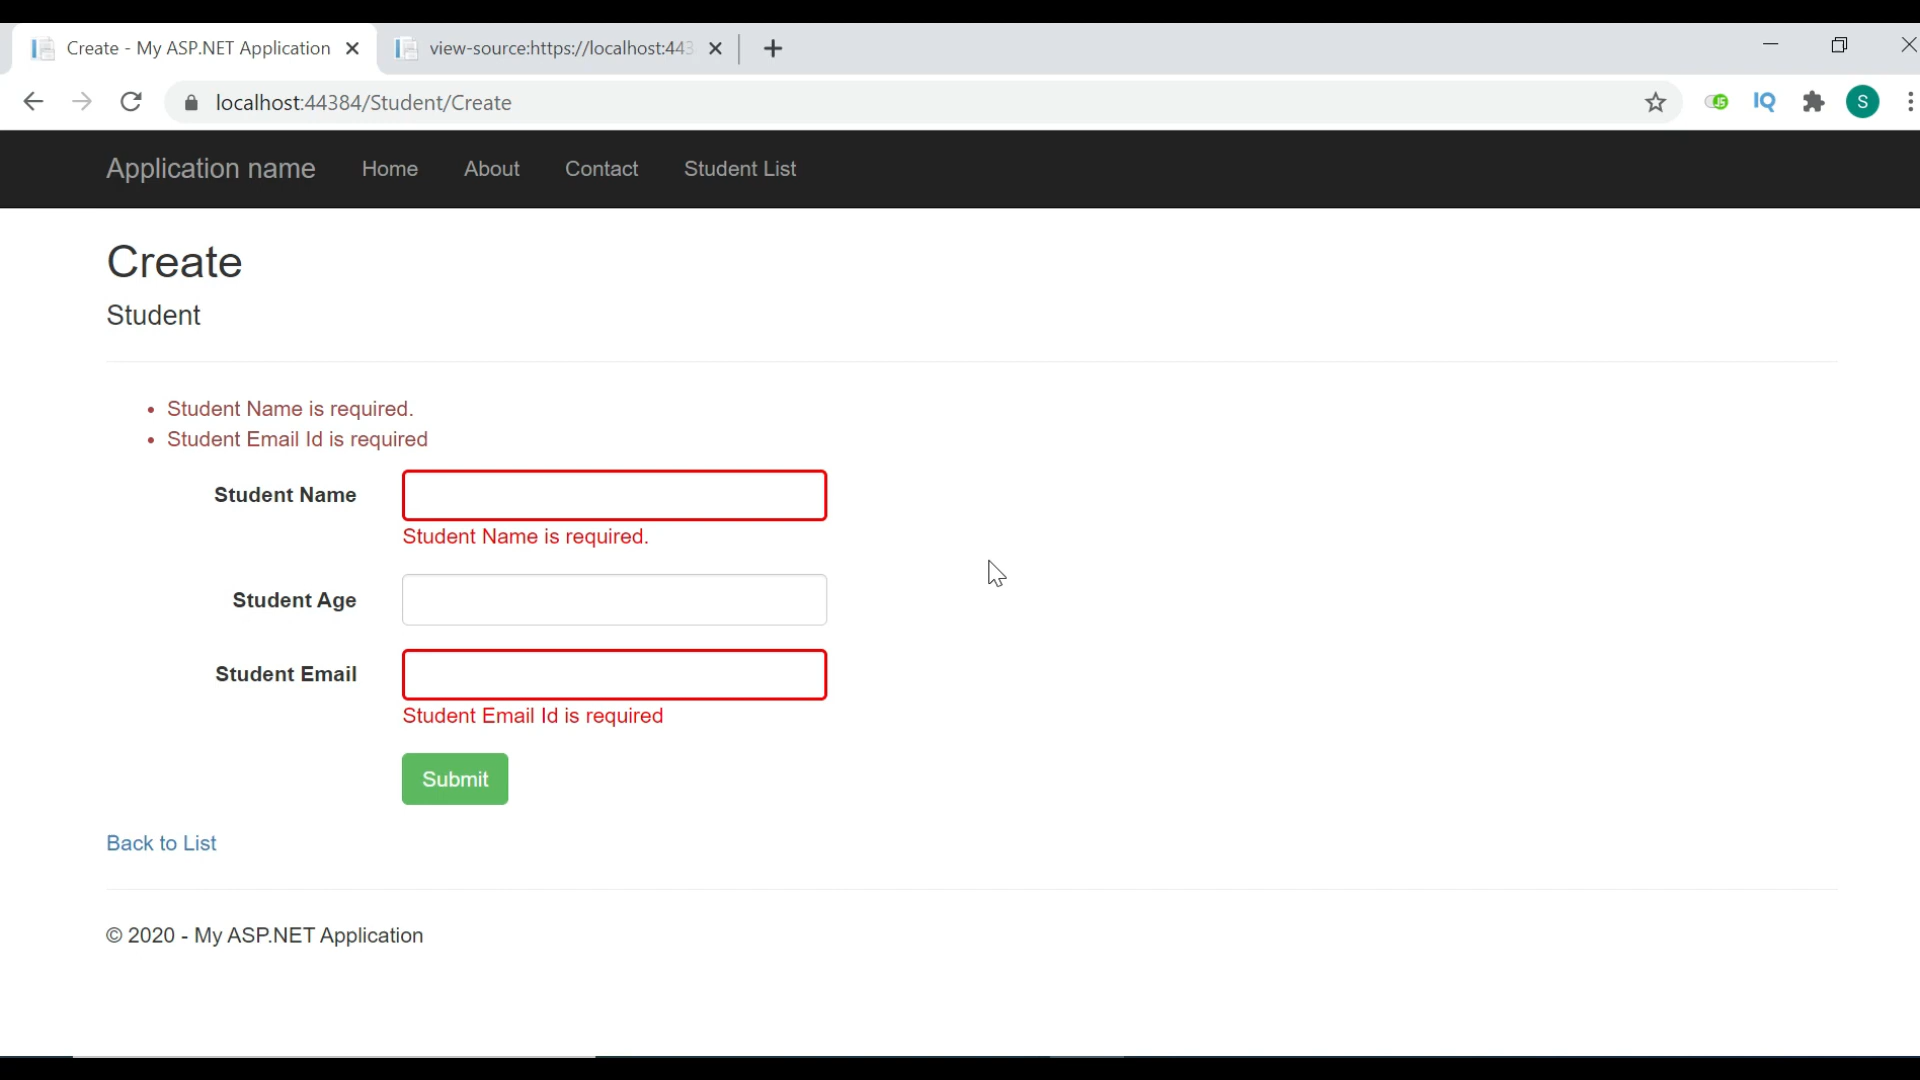 Create - My ASP.NET Application
view-source:https://localhost:443
localhost:44384/Student/Create
JS
IQ
S
Application name Home About Contact Student List
Create
Student
• Student Name is required.
• Student Email Id is required
Student Name
Student Name is required.
Student Age
Student Email
Student Email Id is required
Submit
Back to List
© 2020 - My ASP.NET Application